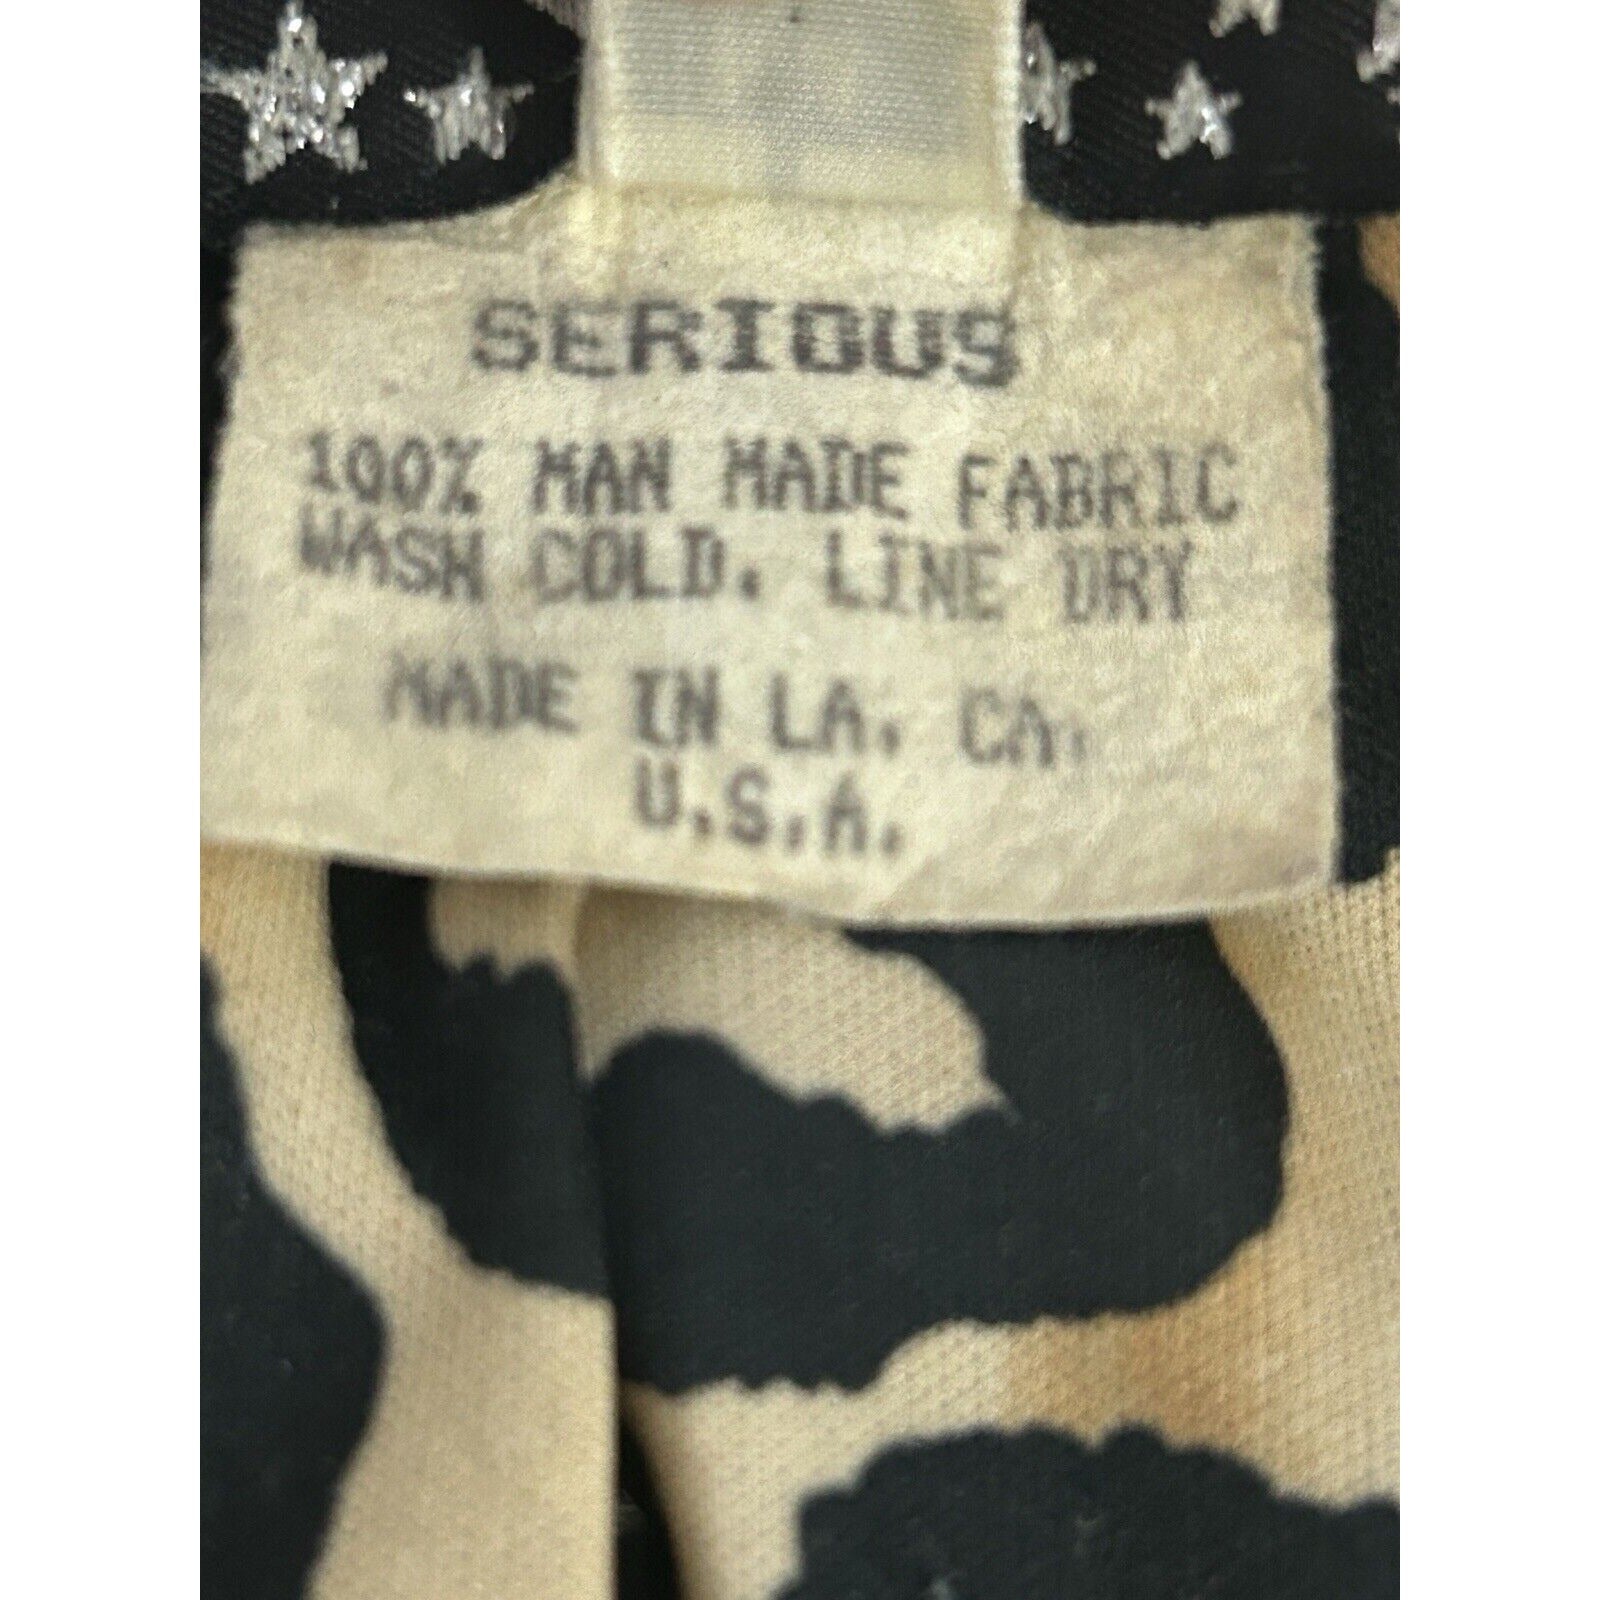 SERIOUS
100% MAN MADE FABRIC
WASH COLD. LINE DRY
MADE IN LA. CA.
U.S.A.